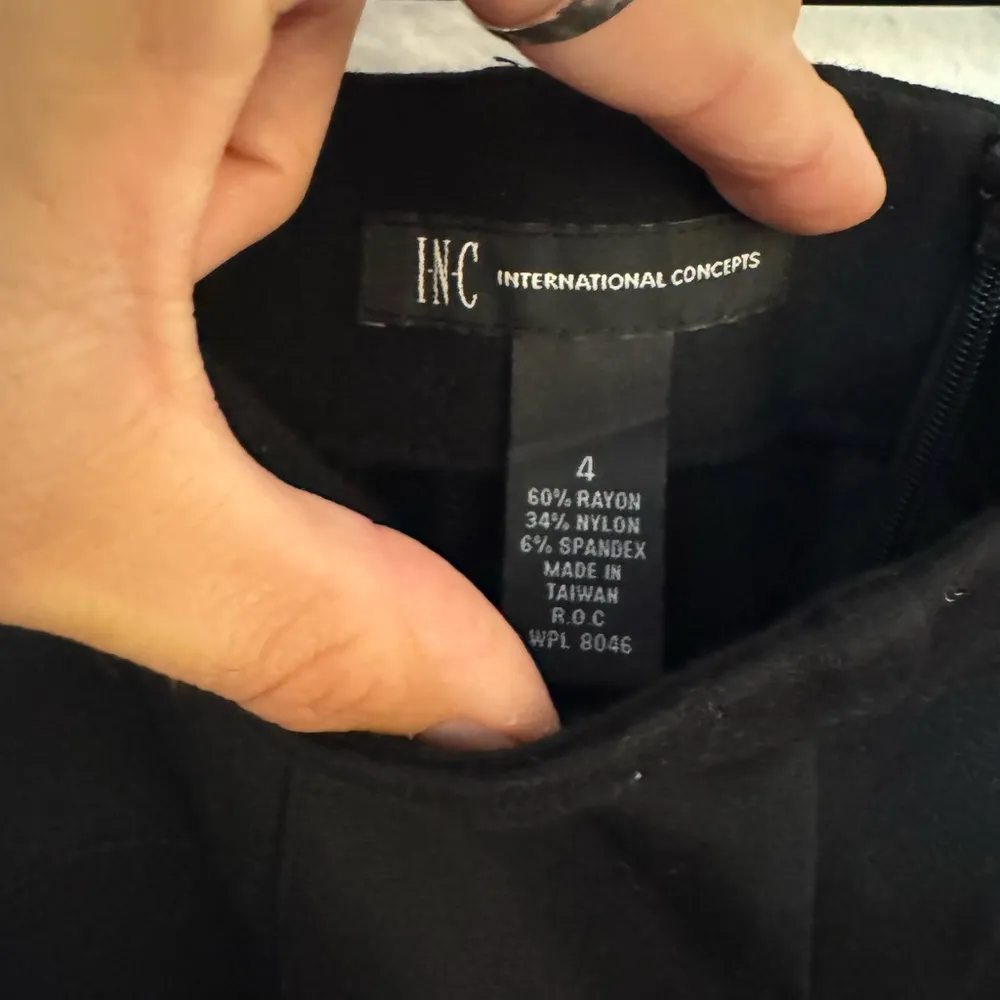 I·N·C INTERNATIONAL CONCEPTS
4
60% RAYON
34% NYLON
6% SPANDEX
MADE IN
TAIWAN
R.O.C
WPL 8046